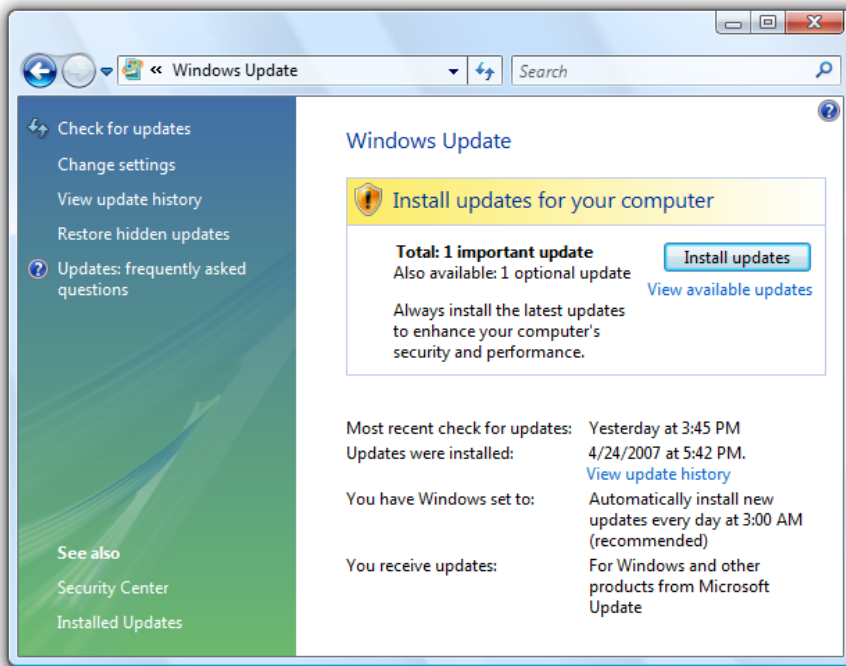 « Windows Update
Search
Check for updates
Change settings
View update history
Restore hidden updates
Updates: frequently asked
questions
See also
Security Center
Installed Updates
Windows Update
Install updates for your computer
Total: 1 important update
Also available: 1 optional update
Install updates
View available updates
Always install the latest updates
to enhance your computer's
security and performance.
Most recent check for updates: Yesterday at 3:45 PM
Updates were installed: 4/24/2007 at 5:42 PM.
View update history
You have Windows set to: Automatically install new
updates every day at 3:00 AM
(recommended)
You receive updates: For Windows and other
products from Microsoft
Update